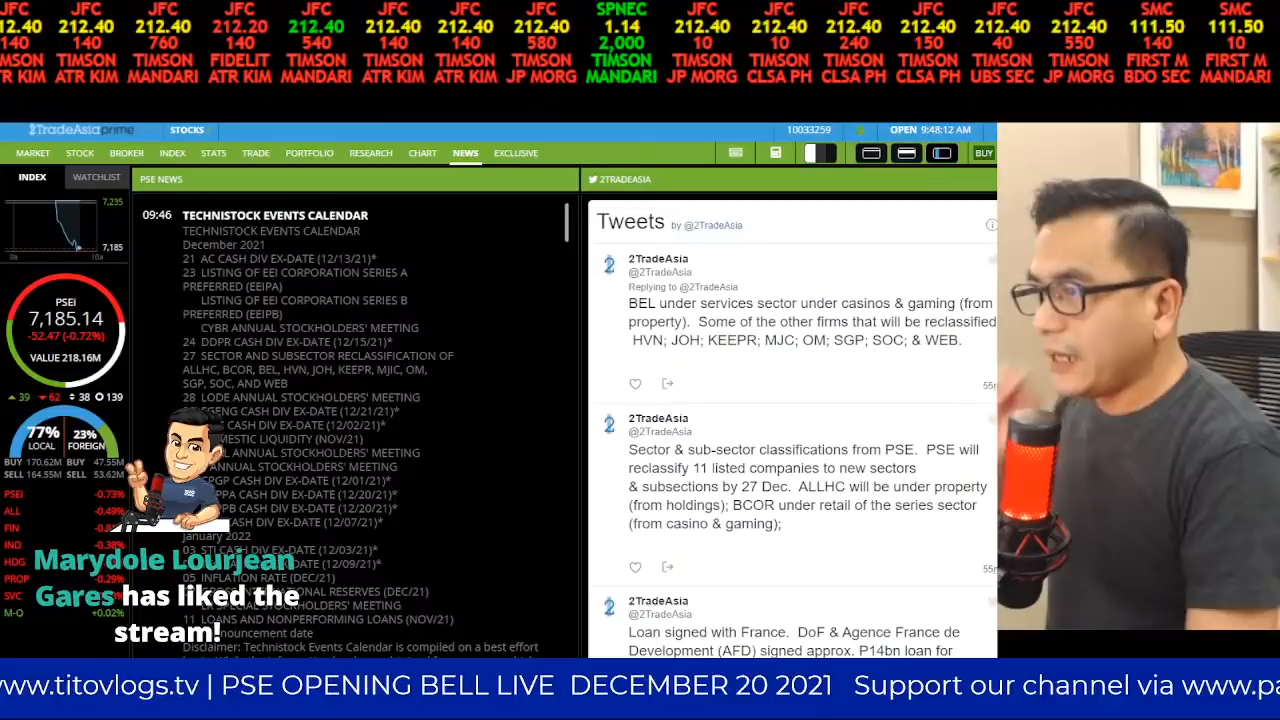 JFC JFC JFC JFC JFC JFC JFC JFC SPNEC JFC JFC JFC JFC JFC JFC SMC SMC
212.40 212.40 212.40 212.20 212.40 212.40 212.40 212.40 1.14 212.40 212.40 212.40 212.40 212.40 212.40 111.50 111.50
140 140 760 140 540 140 140 580 2,000 10 10 240 150 40 550 140 10
TIMSON TIMSON TIMSON FIDELIT TIMSON TIMSON TIMSON TIMSON TIMSON TIMSON TIMSON TIMSON TIMSON TIMSON TIMSON FIRST M FIRST M
TR KIM ATR KIM MANDARI ATR KIM MANDARI ATR KIM ATR KIM JP MORG MANDARI JP MORG CLSA PH CLSA PH CLSA PH UBS SEC JP MORG BDO SEC MANDARI
2TradeAsia prime STOCKS 10033259 OPEN 9:48:12 AM
MARKET STOCK BROKER INDEX STATS TRADE PORTFOLIO RESEARCH CHART NEWS EXCLUSIVE BUY
INDEX WATCHLIST
7,235
7,185
9a 10a
PSEi
7,185.14
-52.47 (-0.72%)
VALUE 218.16M
39 62 38 139
77% LOCAL 23% FOREIGN
BUY 170.62M BUY 47.55M
SELL 164.55M SELL 53.62M
PSEI -0.73%
ALL -0.49%
FIN
IND -0.38%
HDG
PROP -0.29%
SVC
M-O +0.02%
PSE NEWS
09:46 TECHNISTOCK EVENTS CALENDAR
TECHNISTOCK EVENTS CALENDAR
December 2021
21 AC CASH DIV EX-DATE (12/13/21)*
23 LISTING OF EEI CORPORATION SERIES A
PREFERRED (EEIPA)
LISTING OF EEI CORPORATION SERIES B
PREFERRED (EEIPB)
CYBR ANNUAL STOCKHOLDERS' MEETING
24 DDPR CASH DIV EX-DATE (12/15/21)*
27 SECTOR AND SUBSECTOR RECLASSIFICATION OF
ALLHC, BCOR, BEL, HVN, JOH, KEEPR, MJIC, OM,
SGP, SOC, AND WEB
28 LODE ANNUAL STOCKHOLDERS' MEETING
CASH DIV EX-DATE (12/21/21)*
CASH DIV EX-DATE (12/02/21)*
MESTIC LIQUIDITY (NOV/21)
ANNUAL STOCKHOLDERS' MEETING
ANNUAL STOCKHOLDERS' MEETING
CASH DIV EX-DATE (12/01/21)*
CASH DIV EX-DATE (12/20/21)*
CASH DIV EX-DATE (12/20/21)*
CASH DIV EX-DATE (12/07/21)*
January 2022
03 STI CASH DIV EX-DATE (12/03/21)*
DATE (12/09/21)*
05 INFLATION RATE (DEC/21)
RESERVES (DEC/21)
LR SPECIAL STOCKHOLDERS' MEETING
11 LOANS AND NONPERFORMING LOANS (NOV/21)
nouncement date
Disclaimer: Technistock Events Calendar is compiled on a best effort
2TRADEASIA
Tweets by @2TradeAsia
2TradeAsia
@2TradeAsia
Replying to @2TradeAsia
BEL under services sector under casinos & gaming (from
property). Some of the other firms that will be reclassified
HVN; JOH; KEEPR; MJC; OM; SGP; SOC; & WEB.
55m
2TradeAsia
@2TradeAsia
Sector & sub-sector classifications from PSE. PSE will
reclassify 11 listed companies to new sectors
& subsections by 27 Dec. ALLHC will be under property
(from holdings); BCOR under retail of the series sector
(from casino & gaming);
55m
2TradeAsia
@2TradeAsia
Loan signed with France. DoF & Agence France de
Development (AFD) signed approx. P14bn loan for
Marydole Lourjean
Gares has liked the
stream!
www.titovlogs.tv | PSE OPENING BELL LIVE DECEMBER 20 2021 Support our channel via www.pa